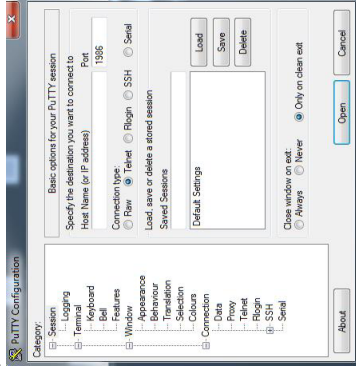 PuTTY Configuration
Category:
Session
Logging
Terminal
Keyboard
Bell
Features
Window
Appearance
Behaviour
Translation
Selection
Colours
Connection
Data
Proxy
Telnet
Rlogin
SSH
Serial
Basic options for your PuTTY session
Specify the destination you want to connect to
Host Name (or IP address) Port
1986
Connection type:
Raw Telnet Rlogin SSH Serial
Load, save or delete a stored session
Saved Sessions
Default Settings
Load
Save
Delete
Close window on exit:
Always Never Only on clean exit
About Open Cancel